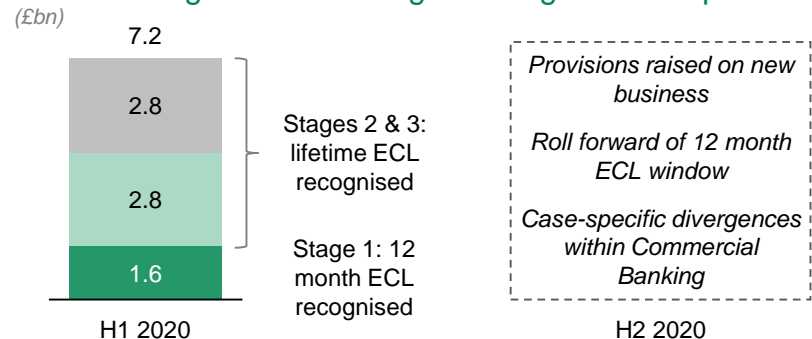 (£bn)
7.2
2.8
2.8
1.6
H1 2020
Stages 2 & 3:
lifetime ECL
recognised
Stage 1: 12
month ECL
recognised
Provisions raised on new
business
Roll forward of 12 month
ECL window
Case-specific divergences
within Commercial
Banking
H2 2020